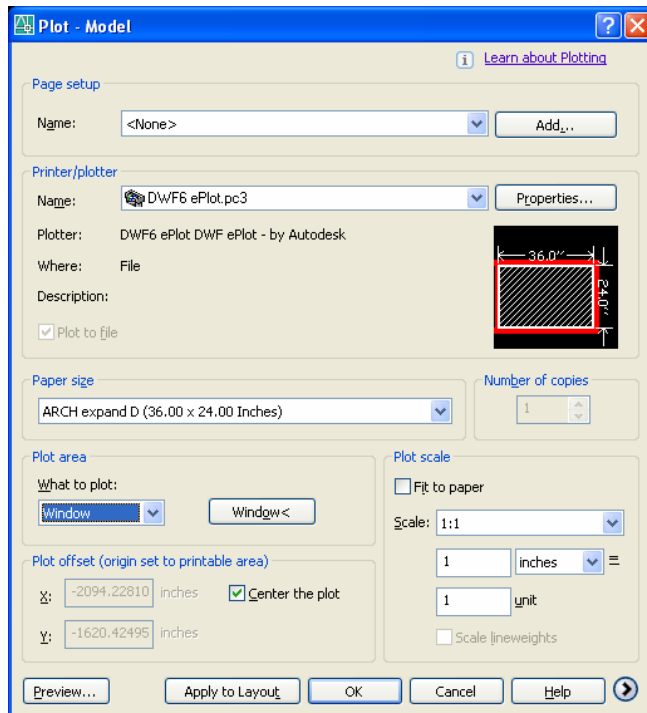 Plot - Model
Learn about Plotting
Page setup
Name: <None> Add...
Printer/plotter
Name: DWF6 ePlot.pc3 Properties...
Plotter: DWF6 ePlot DWF ePlot - by Autodesk
Where: File
Description:
Plot to file
36.0''
24.0''
Paper size
ARCH expand D (36.00 x 24.00 Inches)
Number of copies
1
Plot area
What to plot:
Window Window<
Plot offset (origin set to printable area)
X: -2094.22810 inches Center the plot
Y: -1620.42495 inches
Plot scale
Fit to paper
Scale: 1:1
1 inches =
1 unit
Scale lineweights
Preview... Apply to Layout OK Cancel Help